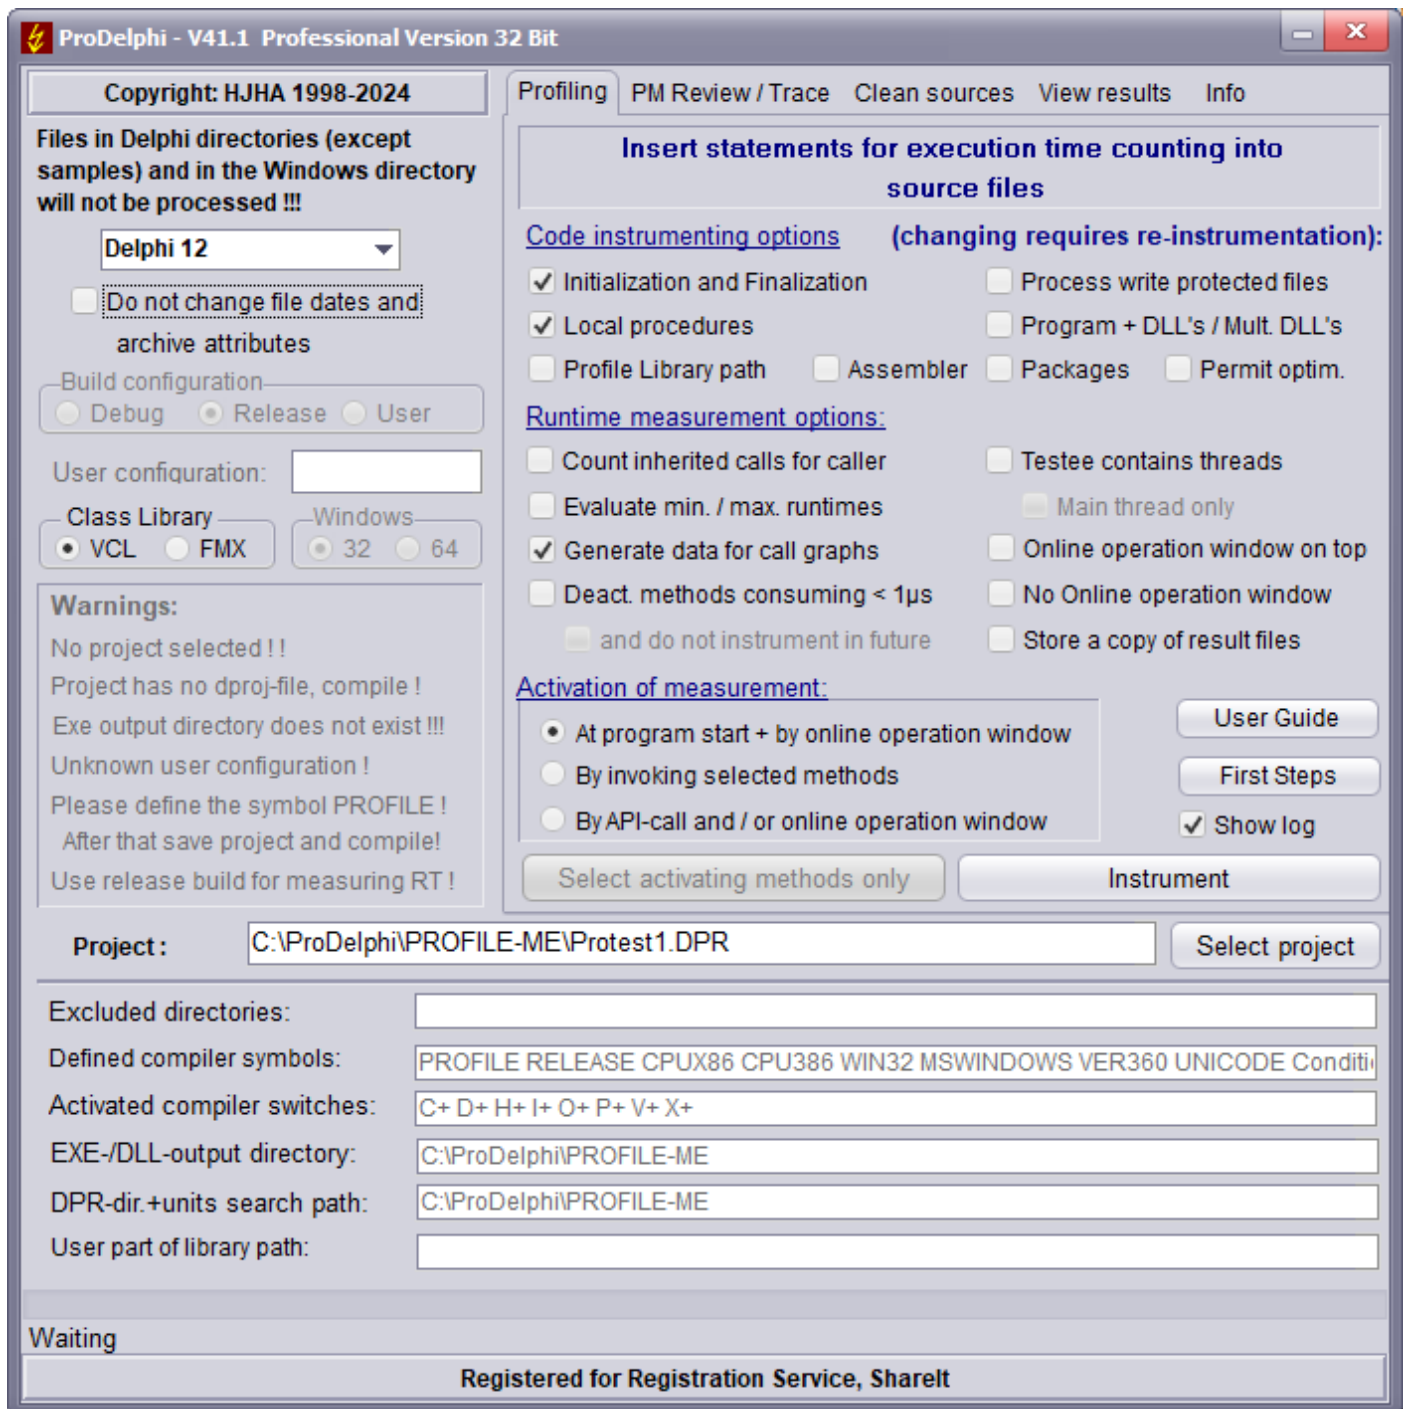 ProDelphi - V41.1  Professional Version 32 Bit
Copyright: HJHA 1998-2024
Files in Delphi directories (except
samples) and in the Windows directory
will not be processed !!!
Delphi 12
Do not change file dates and
archive attributes
Build configuration
Debug Release User
User configuration:
Class Library
VCL FMX
Windows
32 64
Warnings:
No project selected ! !
Project has no dproj-file, compile !
Exe output directory does not exist !!!
Unknown user configuration !
Please define the symbol PROFILE !
After that save project and compile!
Use release build for measuring RT !
Profiling PM Review / Trace Clean sources View results Info
Insert statements for execution time counting into
source files
Code instrumenting options (changing requires re-instrumentation):
Initialization and Finalization Process write protected files
Local procedures Program + DLL's / Mult. DLL's
Profile Library path Assembler Packages Permit optim.
Runtime measurement options:
Count inherited calls for caller Testee contains threads
Evaluate min. / max. runtimes Main thread only
Generate data for call graphs Online operation window on top
Deact. methods consuming < 1µs No Online operation window
and do not instrument in future Store a copy of result files
Activation of measurement:
At program start + by online operation window
By invoking selected methods
By API-call and / or online operation window
User Guide
First Steps
Show log
Select activating methods only Instrument
Project : C:\ProDelphi\PROFILE-ME\Protest1.DPR Select project
Excluded directories:
Defined compiler symbols: PROFILE RELEASE CPUX86 CPU386 WIN32 MSWINDOWS VER360 UNICODE Conditi
Activated compiler switches: C+ D+ H+ I+ O+ P+ V+ X+
EXE-/DLL-output directory: C:\ProDelphi\PROFILE-ME
DPR-dir.+units search path: C:\ProDelphi\PROFILE-ME
User part of library path:
Waiting
Registered for Registration Service, ShareIt